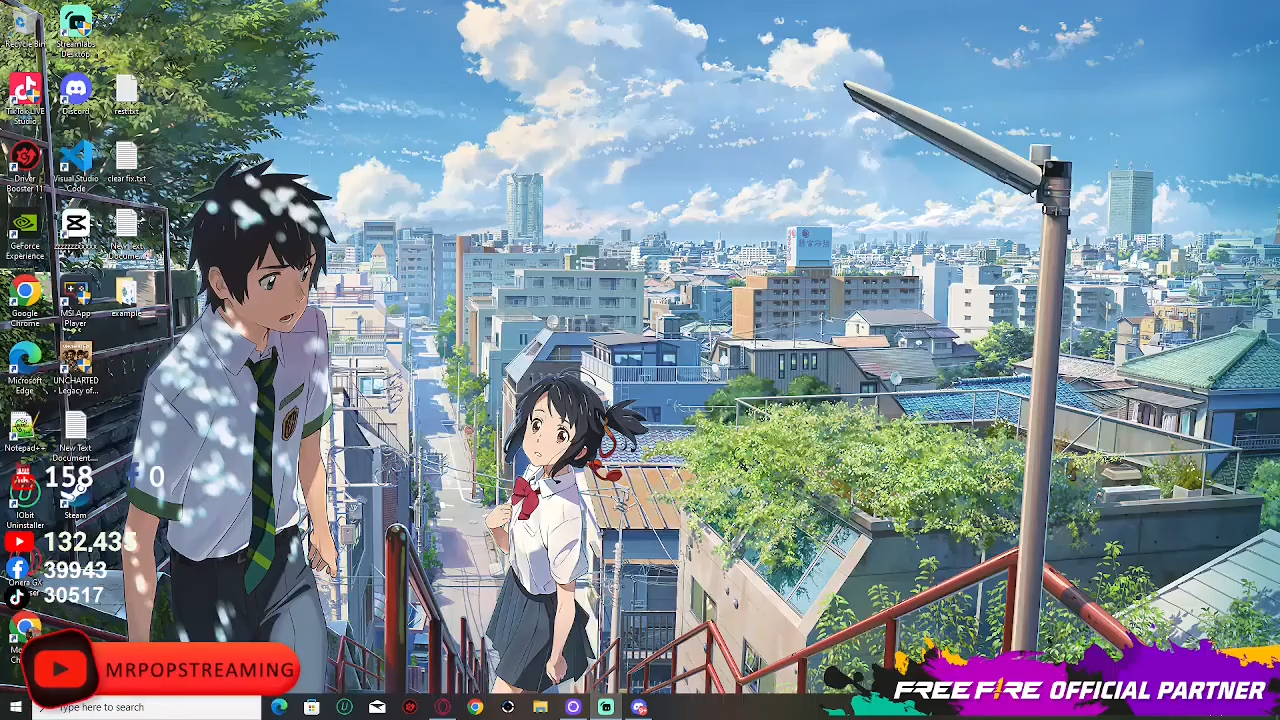 Recycle Bin
Streamlabs Desktop
TikTok LIVE Studio
Discord
rest.txt
Driver Booster 11
Visual Studio Code
clear fix.txt
GeForce Experience
New Text Document...
Google Chrome
MSI App Player
example
Microsoft Edge
UNCHARTED - Legacy of...
Notepad++
New Text Document...
158
0
IObit Uninstaller
Steam
132,435
39943
30517
MRPOPSTREAMING
FREE FIRE OFFICIAL PARTNER
Type here to search